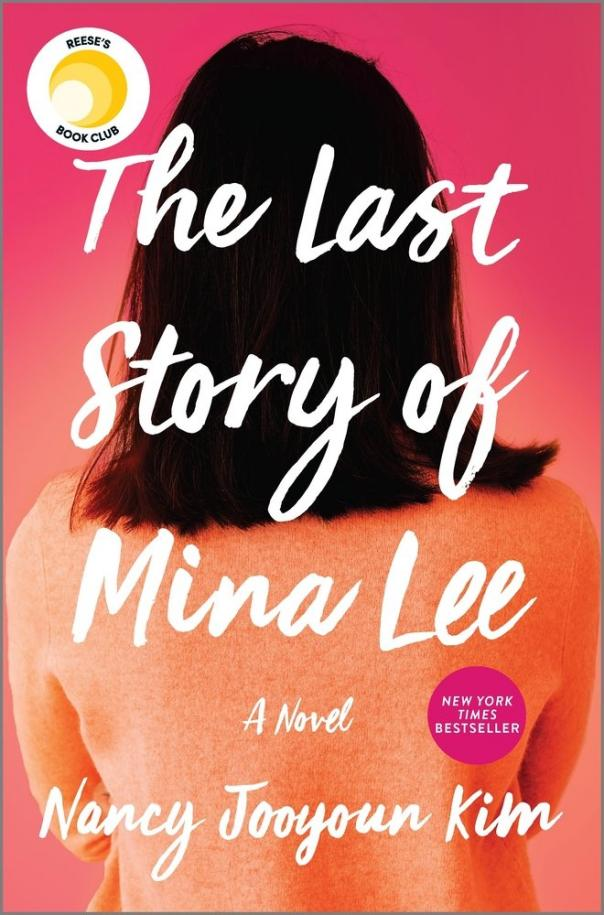 REESE'S
BOOK CLUB
The Last
Story of
Mina Lee
A Novel
NEW YORK
TIMES
BESTSELLER
Nancy Jooyoun Kim